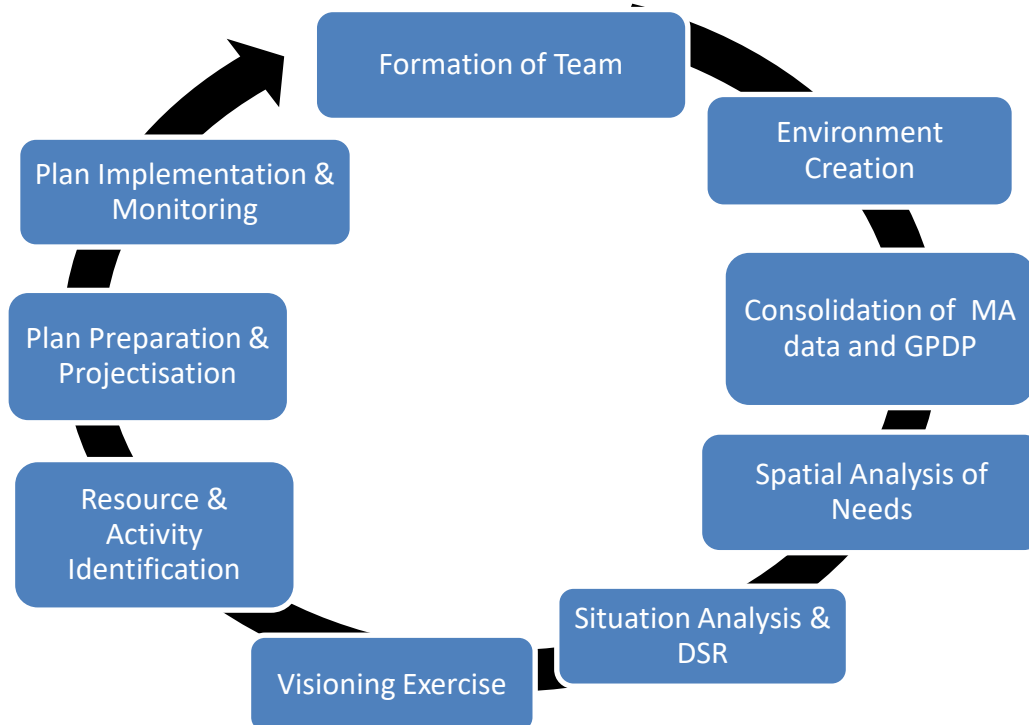 Formation of Team
Environment
Creation
Consolidation of MA
data and GPDP
Spatial Analysis of
Needs
Situation Analysis &
DSR
Visioning Exercise
Resource &
Activity
Identification
Plan Preparation &
Projectisation
Plan Implementation &
Monitoring